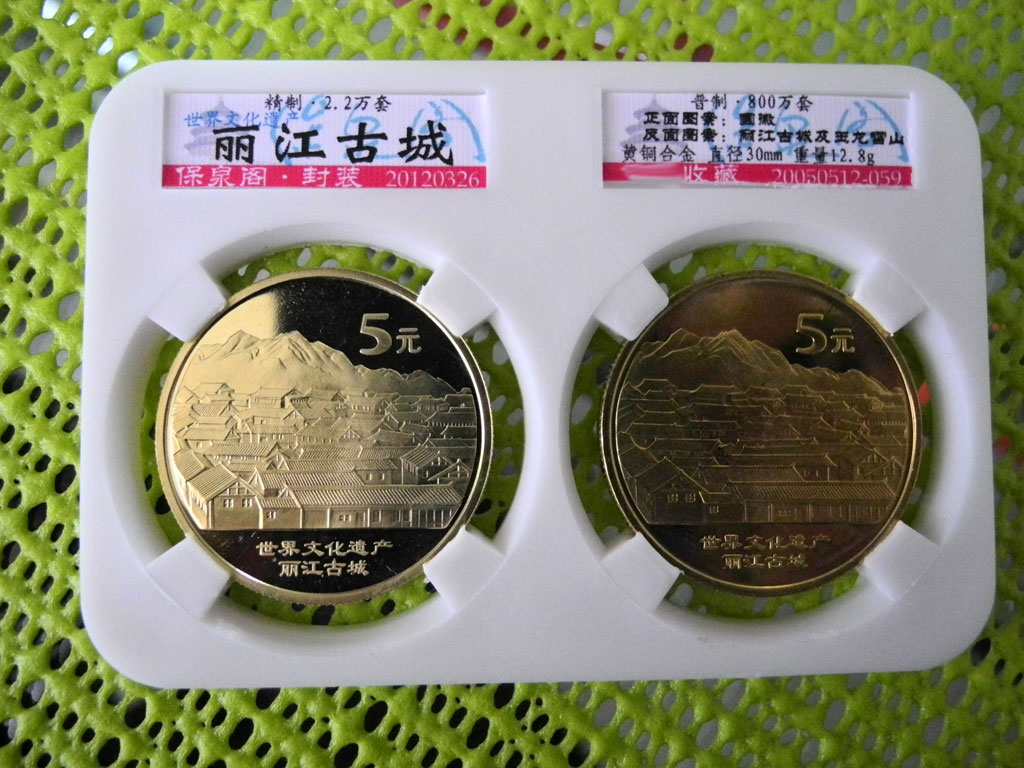 精制·2.2万套
世界文化遗产
丽江古城
保泉阁·封装 20120326
普制·800万套
正面图案：国徽
反面图案：丽江古城及玉龙雪山
黄铜合金 直径30mm 重量12.8g
收藏 20050512-059
5元
世界文化遗产
丽江古城
5元
世界文化遗产
丽江古城